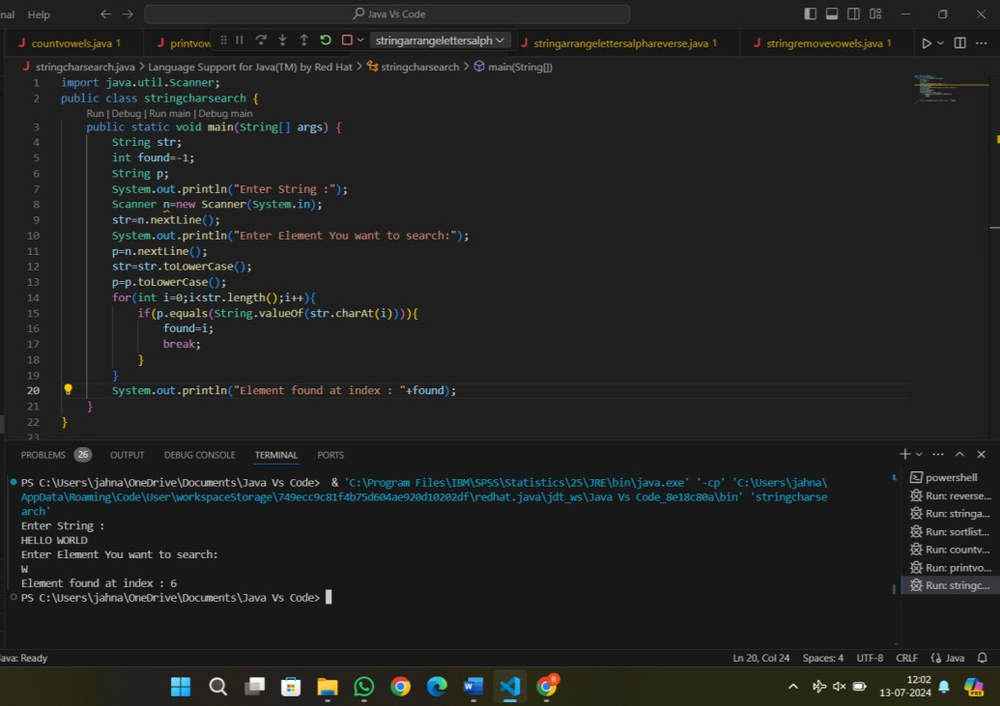 nal Help
Java Vs Code
countvowels.java 1
printvow
stringarrangelettersalph
stringarrangelettersalphareverse.java 1
stringremovevowels.java 1
stringcharsearch.java > Language Support for Java(TM) by Red Hat > stringcharsearch > main(String[])
1 import java.util.Scanner;
2 public class stringcharsearch {
Run | Debug | Run main | Debug main
3 public static void main(String[] args) {
4 String str;
5 int found=-1;
6 String p;
7 System.out.println("Enter String :");
8 Scanner n=new Scanner(System.in);
9 str=n.nextLine();
10 System.out.println("Enter Element You want to search:");
11 p=n.nextLine();
12 str=str.toLowerCase();
13 p=p.toLowerCase();
14 for(int i=0;i<str.length();i++){
15 if(p.equals(String.valueOf(str.charAt(i)))){
16 found=i;
17 break;
18 }
19 }
20 System.out.println("Element found at index : "+found);
21 }
22 }
23
PROBLEMS 26 OUTPUT DEBUG CONSOLE TERMINAL PORTS
PS C:\Users\jahna\OneDrive\Documents\Java Vs Code> & 'C:\Program Files\IBM\SPSS\Statistics\25\JRE\bin\java.exe' '-cp' 'C:\Users\jahna\
AppData\Roaming\Code\User\workspaceStorage\749ecc9c81f4b75d604ae920d10202df\redhat.java\jdt_ws\Java Vs Code_8e18c80a\bin' 'stringcharse
arch'
Enter String :
HELLO WORLD
Enter Element You want to search:
W
Element found at index : 6
PS C:\Users\jahna\OneDrive\Documents\Java Vs Code>
powershell
Run: reverse...
Run: stringa...
Run: sortlist...
Run: countv...
Run: printvo...
Run: stringc...
ava: Ready
Ln 20, Col 24 Spaces: 4 UTF-8 CRLF {} Java
8
12:02
13-07-2024
PRE